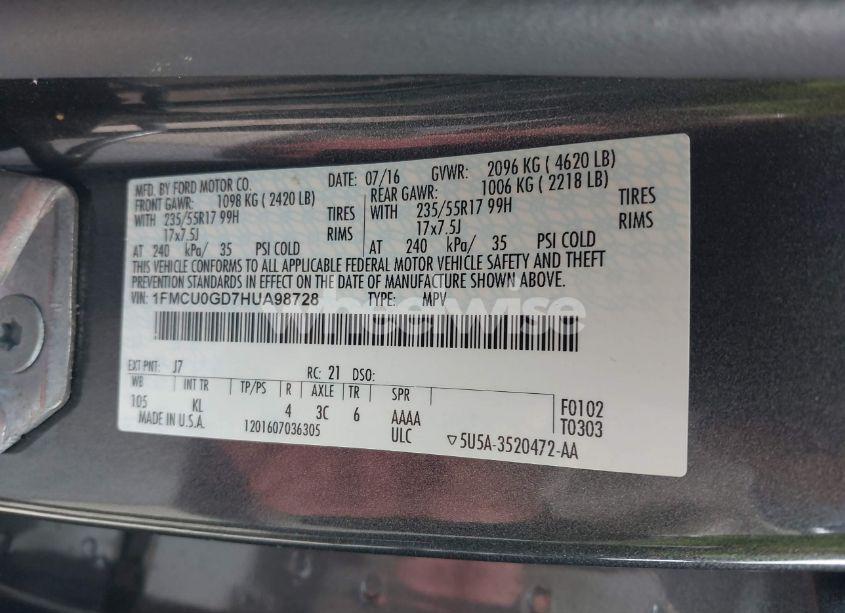 MFD. BY FORD MOTOR CO. DATE: 07/16 GVWR: 2096 KG ( 4620 LB)
FRONT GAWR: 1098 KG ( 2420 LB) REAR GAWR: 1006 KG ( 2218 LB)
WITH 235/55R17 99H TIRES WITH 235/55R17 99H TIRES
17x7.5J RIMS 17x7.5J RIMS
AT 240 kPa/ 35 PSI COLD AT 240 kPa/ 35 PSI COLD
THIS VEHICLE CONFORMS TO ALL APPLICABLE FEDERAL MOTOR VEHICLE SAFETY AND THEFT
PREVENTION STANDARDS IN EFFECT ON THE DATE OF MANUFACTURE SHOWN ABOVE.
VIN: 1FMCU0GD7HUA98728 TYPE: MPV
wheelwise
EXT PNT: J7 RC: 21 DSO:
WB INT TR TP/PS R AXLE TR SPR
105 KL 4 3C 6 AAAA F0102
MADE IN U.S.A. 1201607036305 ULC ▽5U5A-3520472-AA T0303